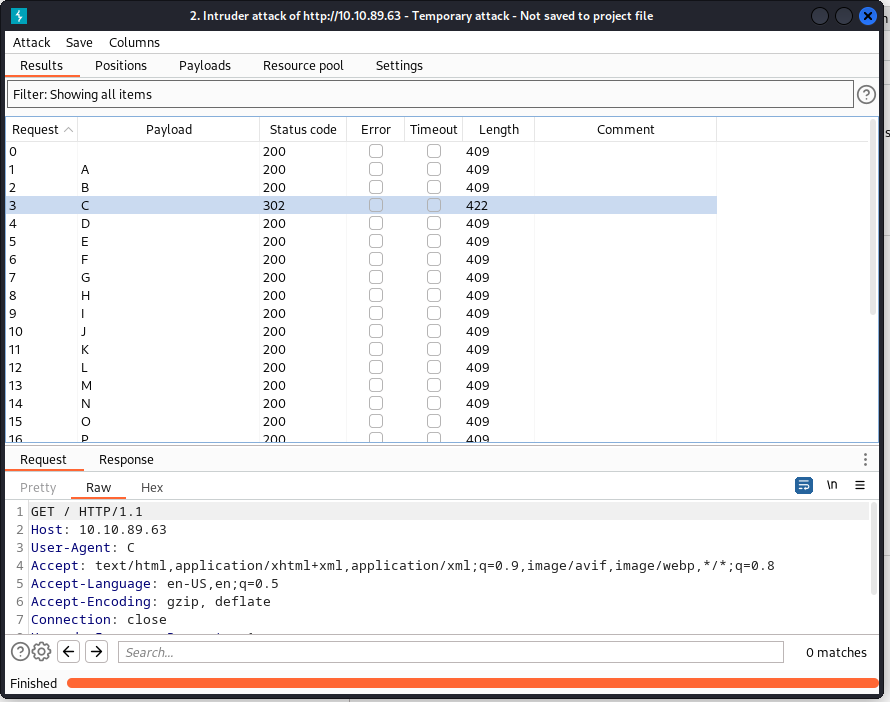 2. Intruder attack of http://10.10.89.63 - Temporary attack - Not saved to project file
Attack Save Columns
Results Positions Payloads Resource pool Settings
Filter: Showing all items
Request Payload Status code Error Timeout Length Comment
0 200 409
1 A 200 409
2 B 200 409
3 C 302 422
4 D 200 409
5 E 200 409
6 F 200 409
7 G 200 409
8 H 200 409
9 I 200 409
10 J 200 409
11 K 200 409
12 L 200 409
13 M 200 409
14 N 200 409
15 O 200 409
16 P 200 409
Request Response
Pretty Raw Hex
\n
1 GET / HTTP/1.1
2 Host: 10.10.89.63
3 User-Agent: C
4 Accept: text/html,application/xhtml+xml,application/xml;q=0.9,image/avif,image/webp,*/*;q=0.8
5 Accept-Language: en-US,en;q=0.5
6 Accept-Encoding: gzip, deflate
7 Connection: close
Search... 0 matches
Finished